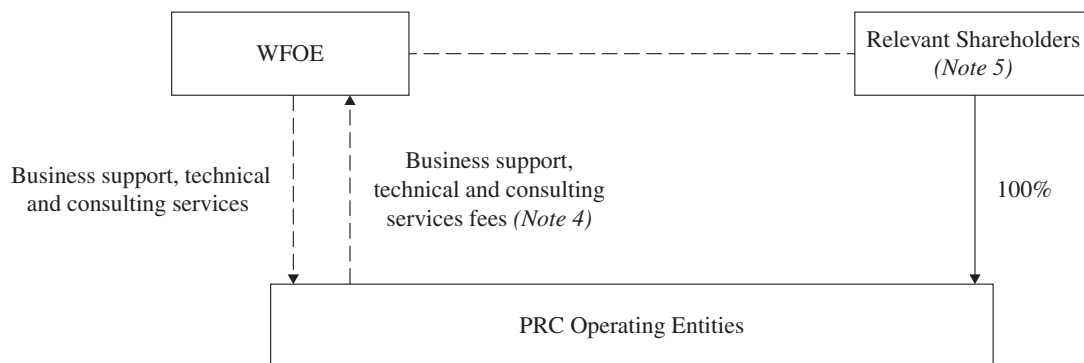 WFOE
Relevant Shareholders
(Note 5)
Business support, technical
and consulting services
Business support,
technical and consulting
services fees (Note 4)
100%
PRC Operating Entities